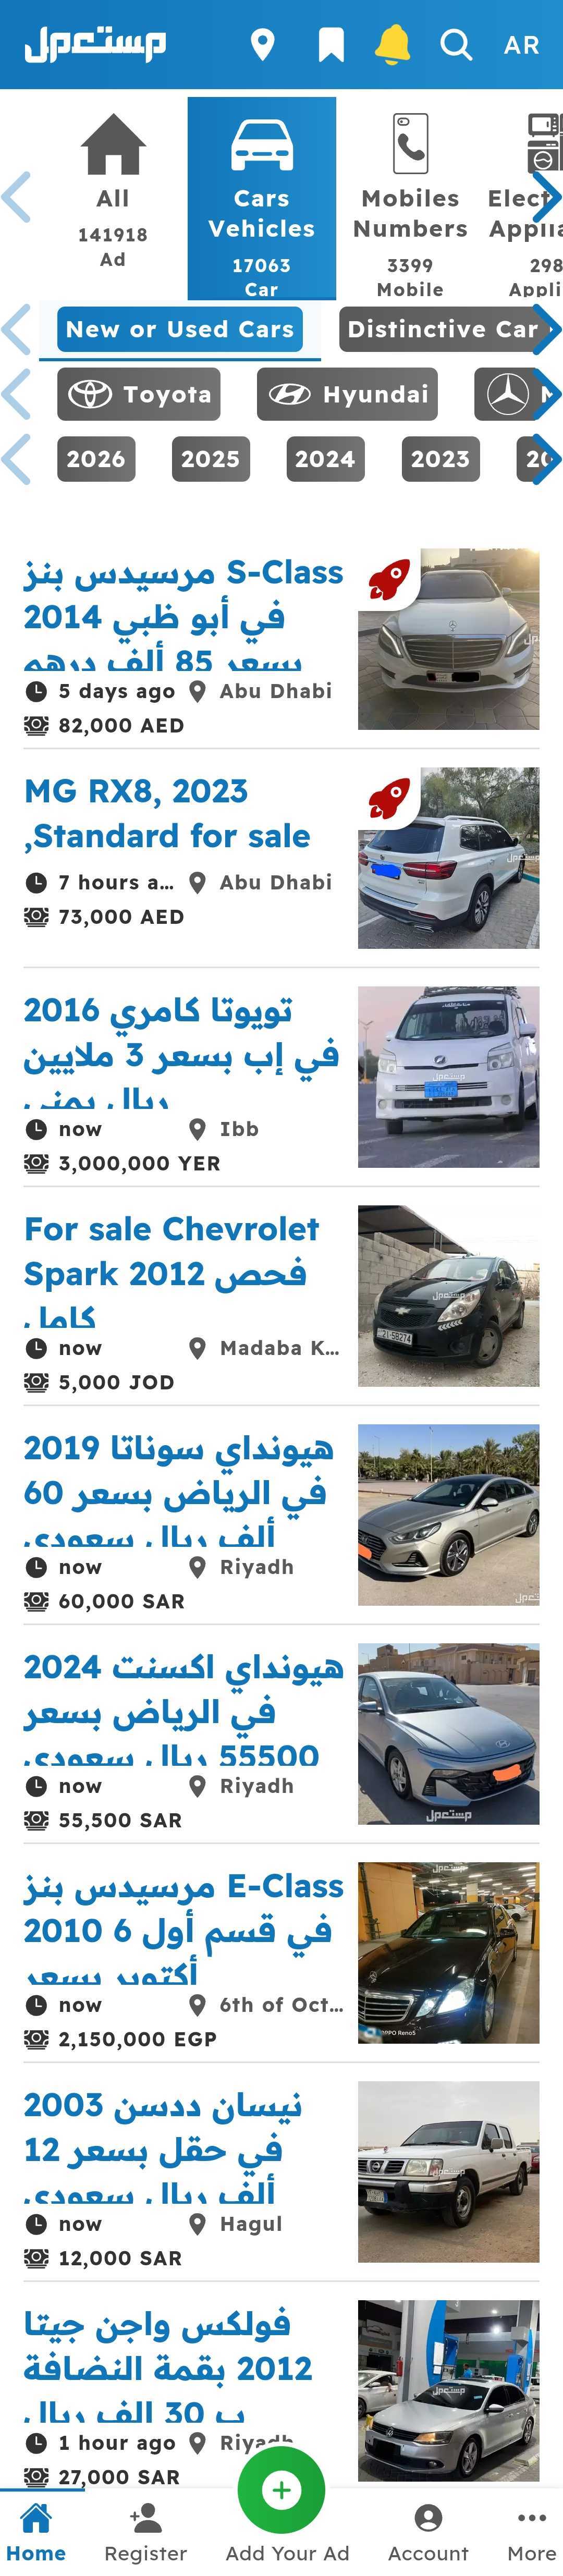 مستعمل
AR
All
141918
Ad
Cars
Vehicles
17063
Car
Mobiles
Numbers
3399
Mobile
Elect
Applia
298
Appli
New or Used Cars
Distinctive Car
Toyota
Hyundai
M
2026
2025
2024
2023
20
مرسيدس بنز S-Class
في أبو ظبي 2014
بسعر 85 ألف درهم
5 days ago
Abu Dhabi
82,000 AED
MG RX8, 2023
,Standard for sale
7 hours a...
Abu Dhabi
73,000 AED
تويوتا كامري 2016
في إب بسعر 3 ملايين
ريال يمني
now
Ibb
3,000,000 YER
For sale Chevrolet
Spark 2012 فحص
كامل
now
Madaba K...
5,000 JOD
هيونداي سوناتا 2019
في الرياض بسعر 60
ألف ريال سعودي
now
Riyadh
60,000 SAR
هيونداي اكسنت 2024
في الرياض بسعر
55500 ريال سعودي
now
Riyadh
55,500 SAR
مرسيدس بنز E-Class
2010 في قسم أول 6
أكتوبر بسعر
now
6th of Oct...
2,150,000 EGP
نيسان ددسن 2003
في حقل بسعر 12
ألف ريال سعودي
now
Hagul
12,000 SAR
فولكس واجن جيتا
2012 بقمة النضافة
ب 30 الف ريال
1 hour ago
Riyadh
27,000 SAR
Home
Register
Add Your Ad
Account
More